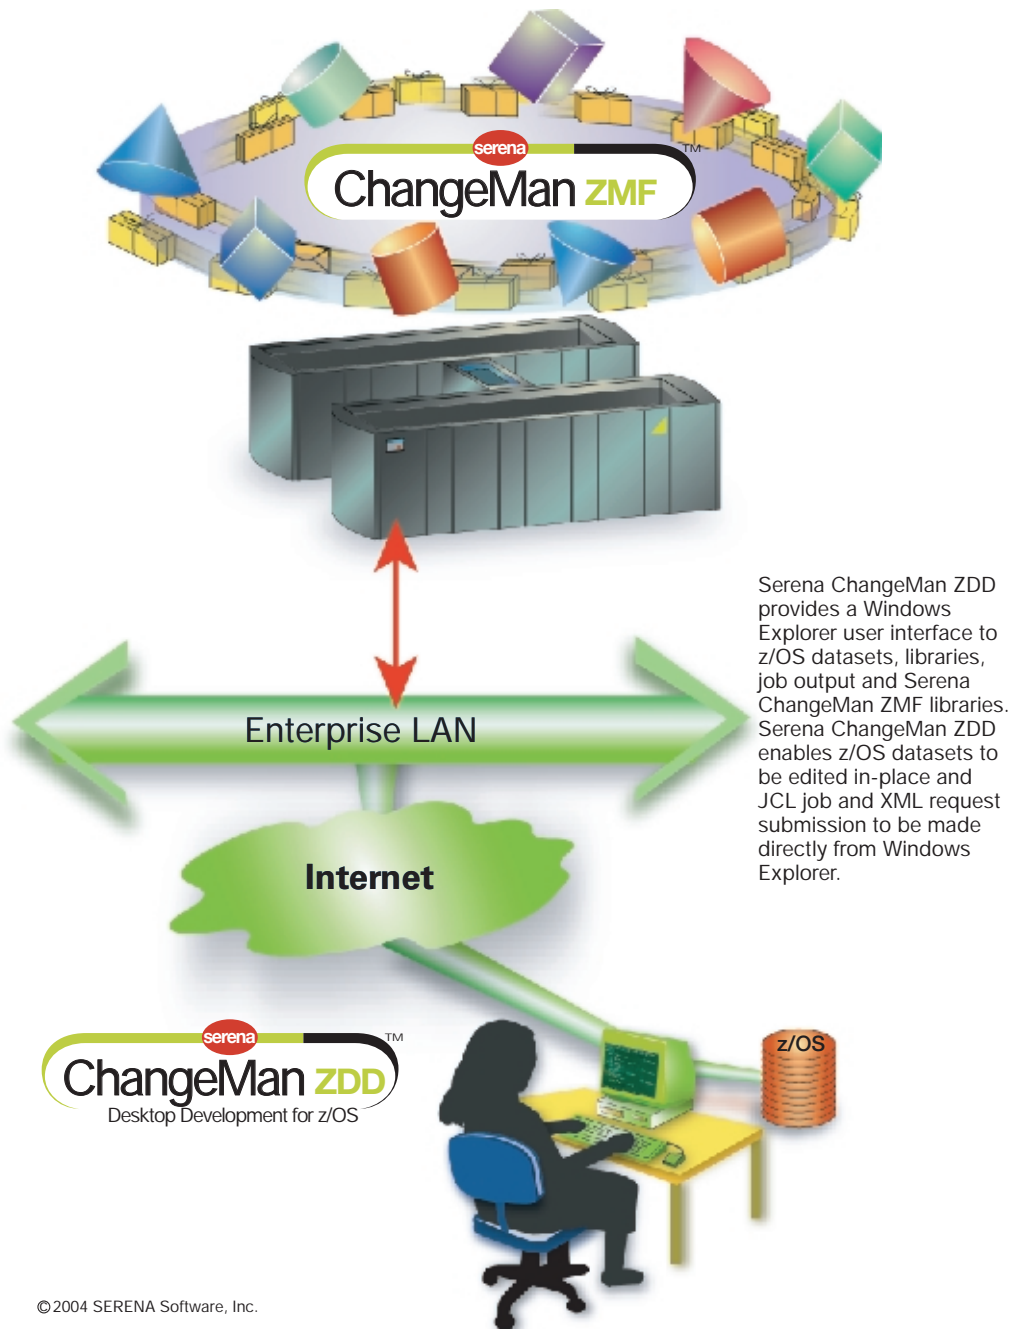 serena
ChangeMan ZMF
TM
Serena ChangeMan ZDD
provides a Windows
Explorer user interface to
z/OS datasets, libraries,
job output and Serena
ChangeMan ZMF libraries.
Serena ChangeMan ZDD
enables z/OS datasets to
be edited in-place and
JCL job and XML request
submission to be made
directly from Windows
Explorer.
Enterprise LAN
Internet
serena
ChangeMan ZDD
TM
Desktop Development for z/OS
z/OS
©2004 SERENA Software, Inc.